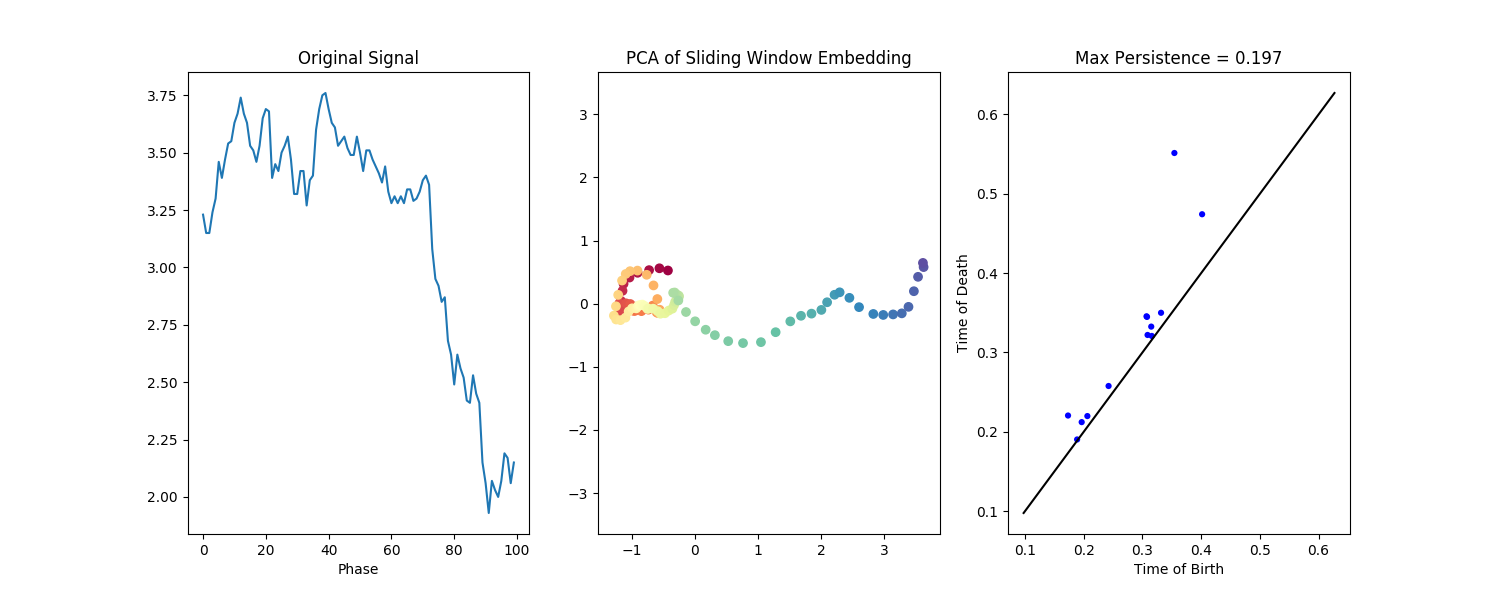 Original Signal
3.75
3.50
3.25
3.00
2.75
2.50
2.25
2.00
0 20 40 60 80 100
Phase
PCA of Sliding Window Embedding
3
2
1
0
−1
−2
−3
−1 0 1 2 3
Max Persistence = 0.197
Time of Death
0.6
0.5
0.4
0.3
0.2
0.1
0.1 0.2 0.3 0.4 0.5 0.6
Time of Birth